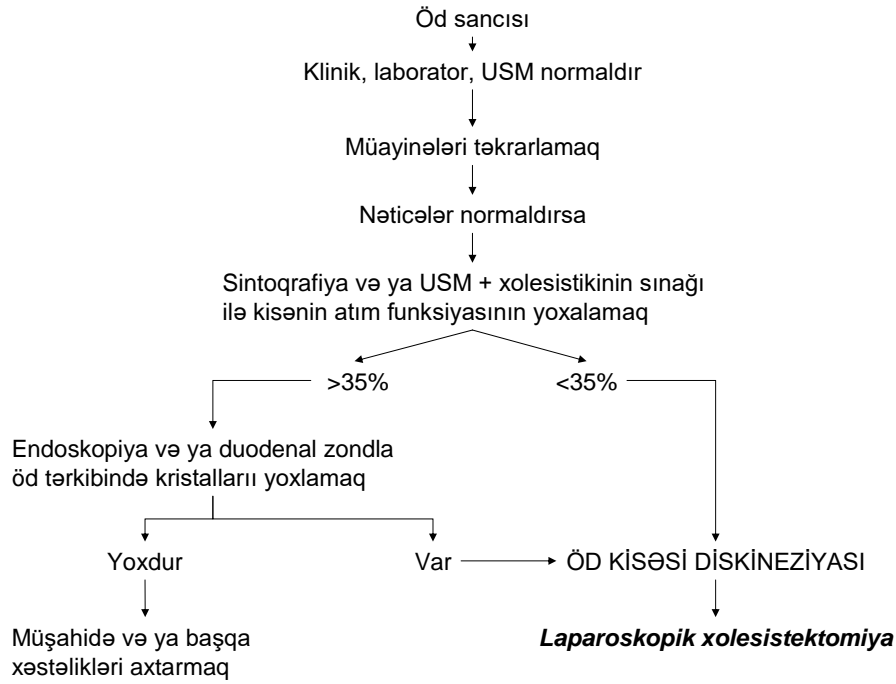 Öd sancısı
Klinik, laborator, USM normaldır
Müayinələri təkrarlamaq
Nəticələr normaldırsa
Sintoqrafiya və ya USM + xolesistikinin sınağı
ilə kisənin atım funksiyasının yoxalamaq
>35%
<35%
Endoskopiya və ya duodenal zondla
öd tərkibində kristallarıı yoxlamaq
Yoxdur
Var
ÖD KİSƏSİ DİSKİNEZİYASI
Müşahidə və ya başqa
xəstəlikləri axtarmaq
Laparoskopik xolesistektomiya